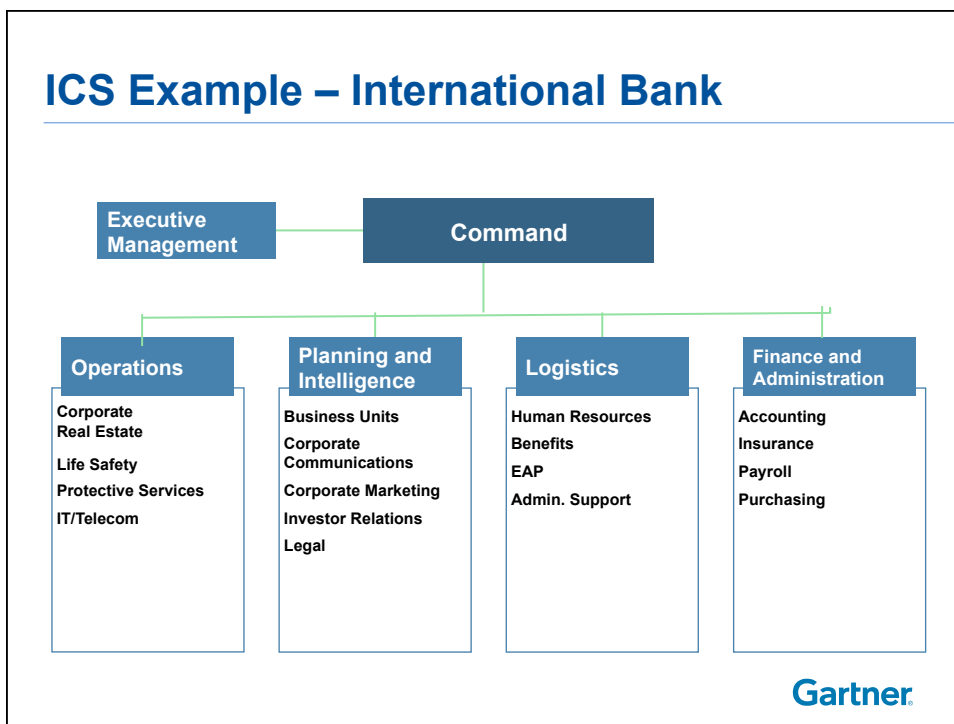 ICS Example – International Bank
Executive
Management
Command
Operations
Corporate
Real Estate
Life Safety
Protective Services
IT/Telecom
Planning and
Intelligence
Business Units
Corporate
Communications
Corporate Marketing
Investor Relations
Legal
Logistics
Human Resources
Benefits
EAP
Admin. Support
Finance and
Administration
Accounting
Insurance
Payroll
Purchasing
Gartner®